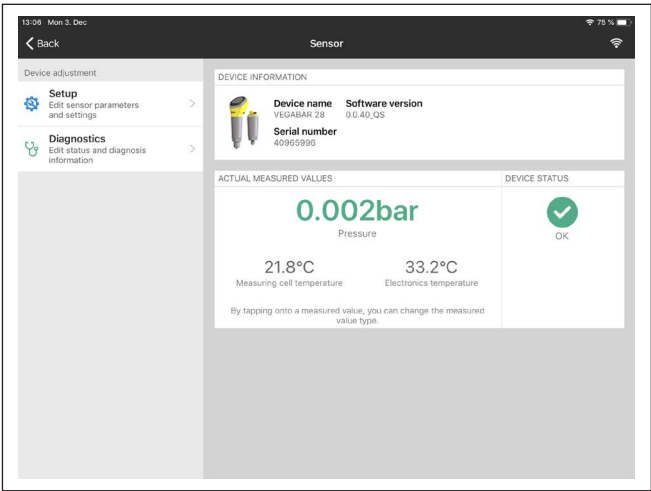 13:06 Mon 3. Dec
75 %
Back
Sensor
Device adjustment
Setup
Edit sensor parameters
and settings
Diagnostics
Edit status and diagnosis
information
DEVICE INFORMATION
Device name Software version
VEGABAR 28 0.0.40_QS
Serial number
40965996
ACTUAL MEASURED VALUES
DEVICE STATUS
0.002bar
Pressure
OK
21.8°C 33.2°C
Measuring cell temperature Electronics temperature
By tapping onto a measured value, you can change the measured
value type.